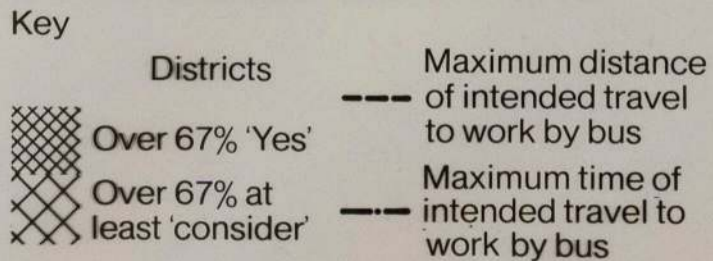 Key
Districts
Over 67% 'Yes'
Over 67% at
least 'consider'
Maximum distance
of intended travel
to work by bus
Maximum time of
intended travel to
work by bus